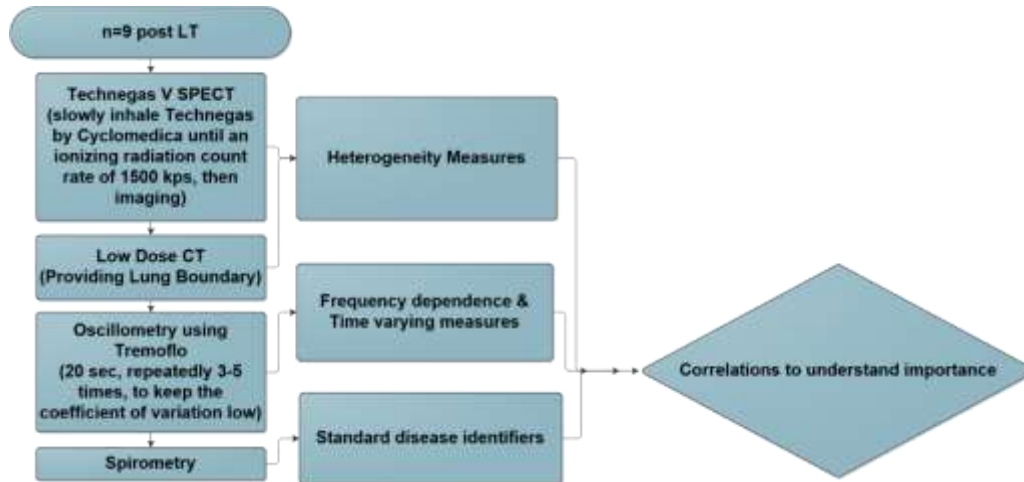 n=9 post LT
Technegas V SPECT
(slowly inhale Technegas
by Cyclomedica until an
ionizing radiation count
rate of 1500 kps, then
imaging)
Heterogeneity Measures
Low Dose CT
(Providing Lung Boundary)
Oscillometry using
Tremoflo
(20 sec, repeatedly 3-5
times, to keep the
coefficient of variation low)
Frequency dependence &
Time varying measures
Spirometry
Standard disease identifiers
Correlations to understand importance